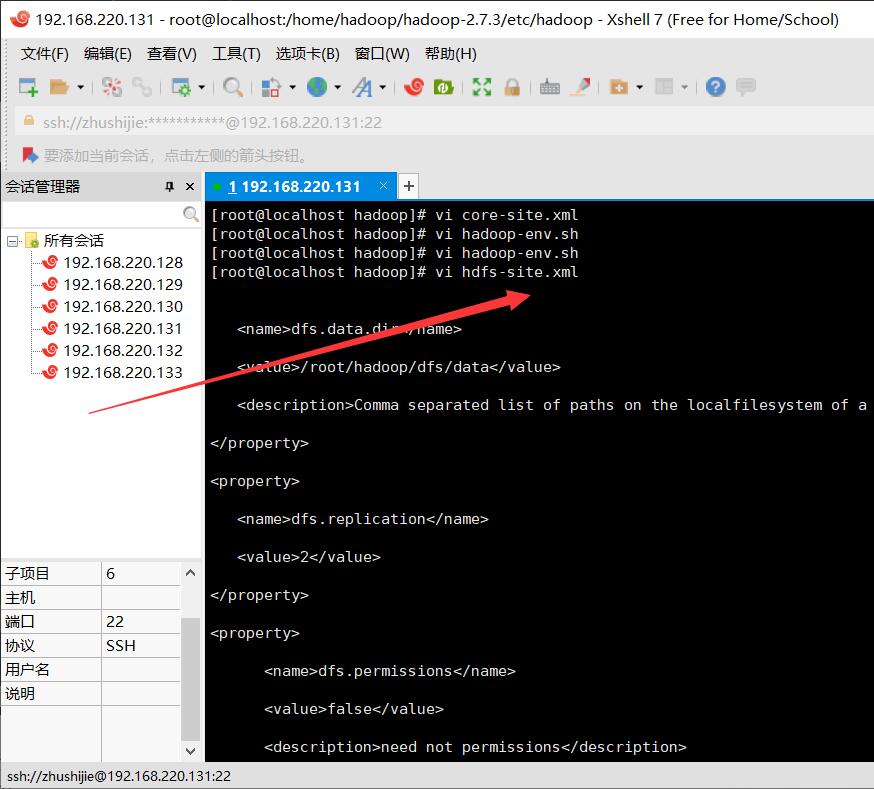 192.168.220.131 - root@localhost:/home/hadoop/hadoop-2.7.3/etc/hadoop - Xshell 7 (Free for Home/School)
文件(F) 编辑(E) 查看(V) 工具(T) 选项卡(B) 窗口(W) 帮助(H)
ssh://zhushijie:***********@192.168.220.131:22
要添加当前会话，点击左侧的箭头按钮。
会话管理器
1 192.168.220.131
所有会话
192.168.220.128
192.168.220.129
192.168.220.130
192.168.220.131
192.168.220.132
192.168.220.133
子项目 6
主机
端口 22
协议 SSH
用户名
说明
[root@localhost hadoop]# vi core-site.xml
[root@localhost hadoop]# vi hadoop-env.sh
[root@localhost hadoop]# vi hadoop-env.sh
[root@localhost hadoop]# vi hdfs-site.xml
<name>dfs.data.dir</name>
<value>/root/hadoop/dfs/data</value>
<description>Comma separated list of paths on the localfilesystem of a
</property>
<property>
<name>dfs.replication</name>
<value>2</value>
</property>
<property>
<name>dfs.permissions</name>
<value>false</value>
<description>need not permissions</description>
ssh://zhushijie@192.168.220.131:22